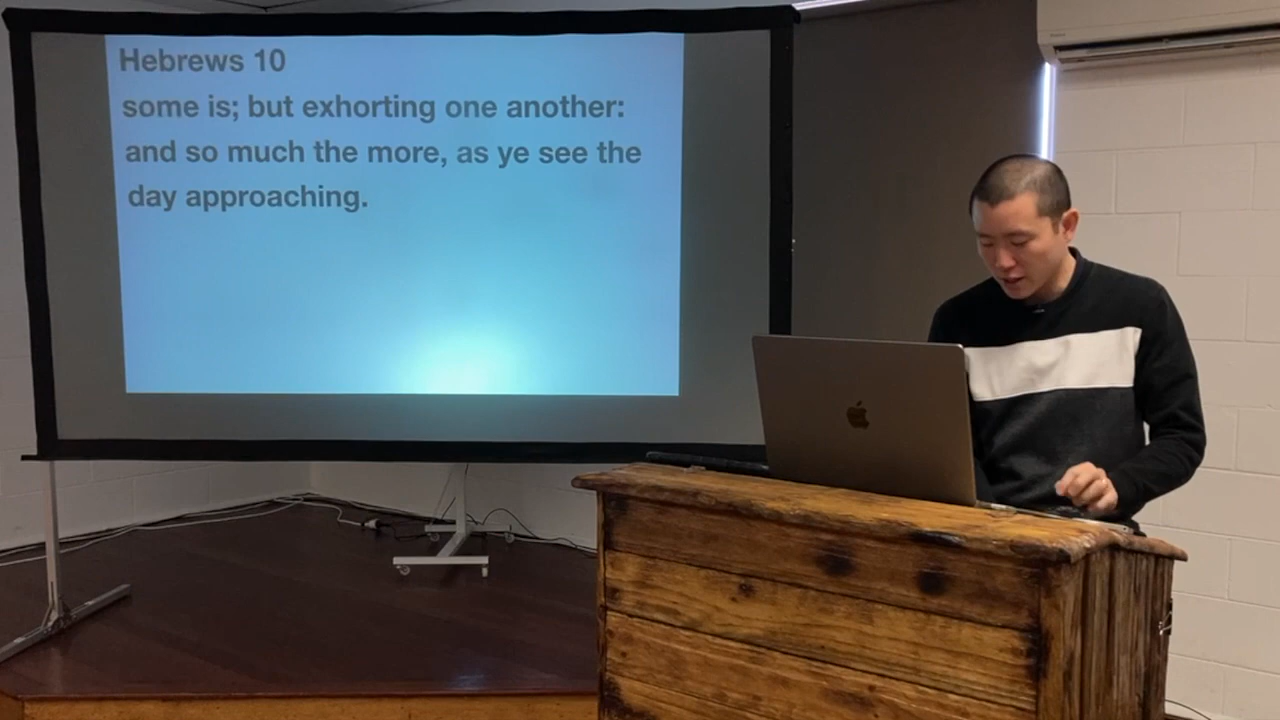 Hebrews 10
some is; but exhorting one another:
and so much the more, as ye see the
day approaching.